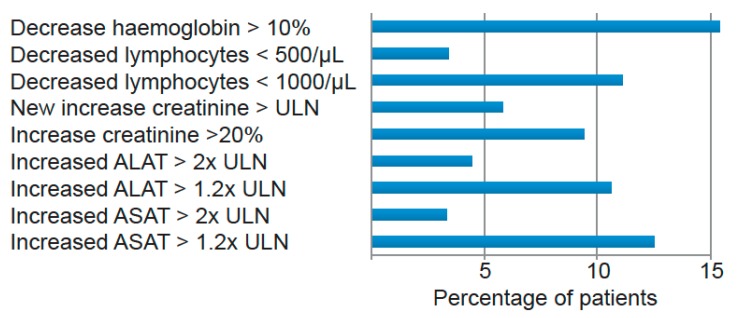 Decrease haemoglobin > 10%
Decreased lymphocytes < 500/µL
Decreased lymphocytes < 1000/µL
New increase creatinine > ULN
Increase creatinine >20%
Increased ALAT > 2x ULN
Increased ALAT > 1.2x ULN
Increased ASAT > 2x ULN
Increased ASAT > 1.2x ULN
5 10 15
Percentage of patients